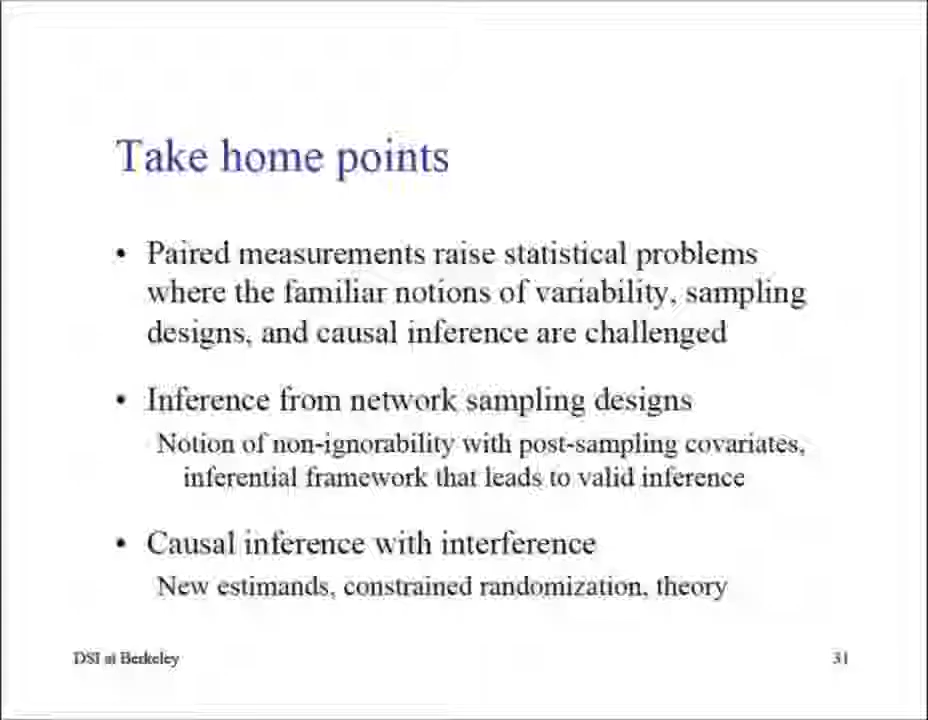 Take home points
• Paired measurements raise statistical problems
where the familiar notions of variability, sampling
designs, and causal inference are challenged
• Inference from network sampling designs
Notion of non-ignorability with post-sampling covariates,
inferential framework that leads to valid inference
• Causal inference with interference
New estimands, constrained randomization, theory
DSI at Berkeley
31